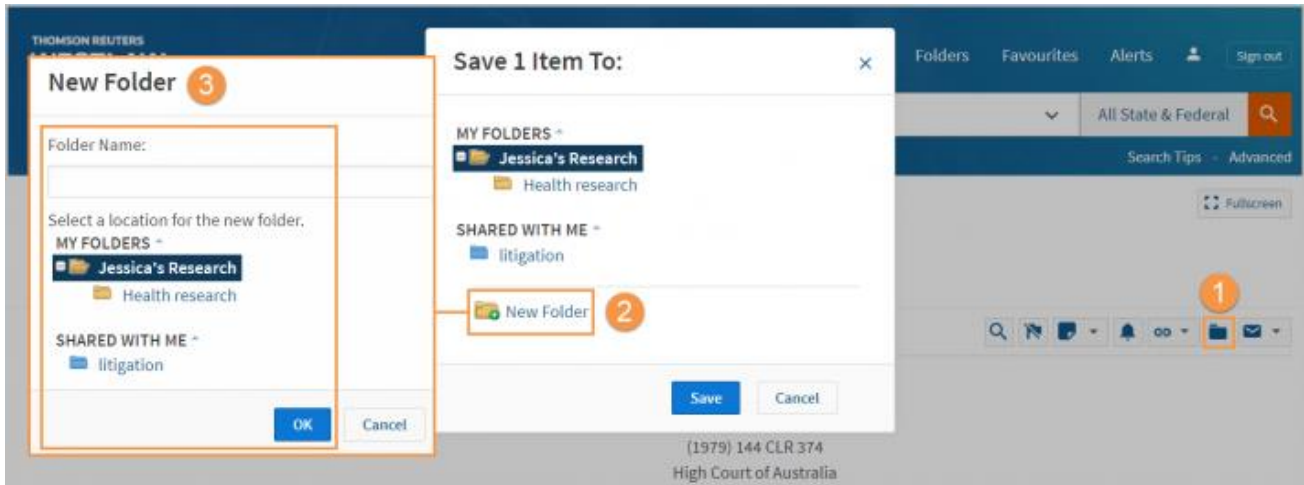 THOMSON REUTERS
Folders Favourites Alerts Sign out
All State & Federal
Search Tips - Advanced
Fullscreen
1
New Folder 3
Folder Name:
Select a location for the new folder.
MY FOLDERS
Jessica's Research
Health research
SHARED WITH ME
litigation
OK Cancel
Save 1 Item To: ×
MY FOLDERS
Jessica's Research
Health research
SHARED WITH ME
litigation
New Folder 2
Save Cancel
(1979) 144 CLR 374
High Court of Australia